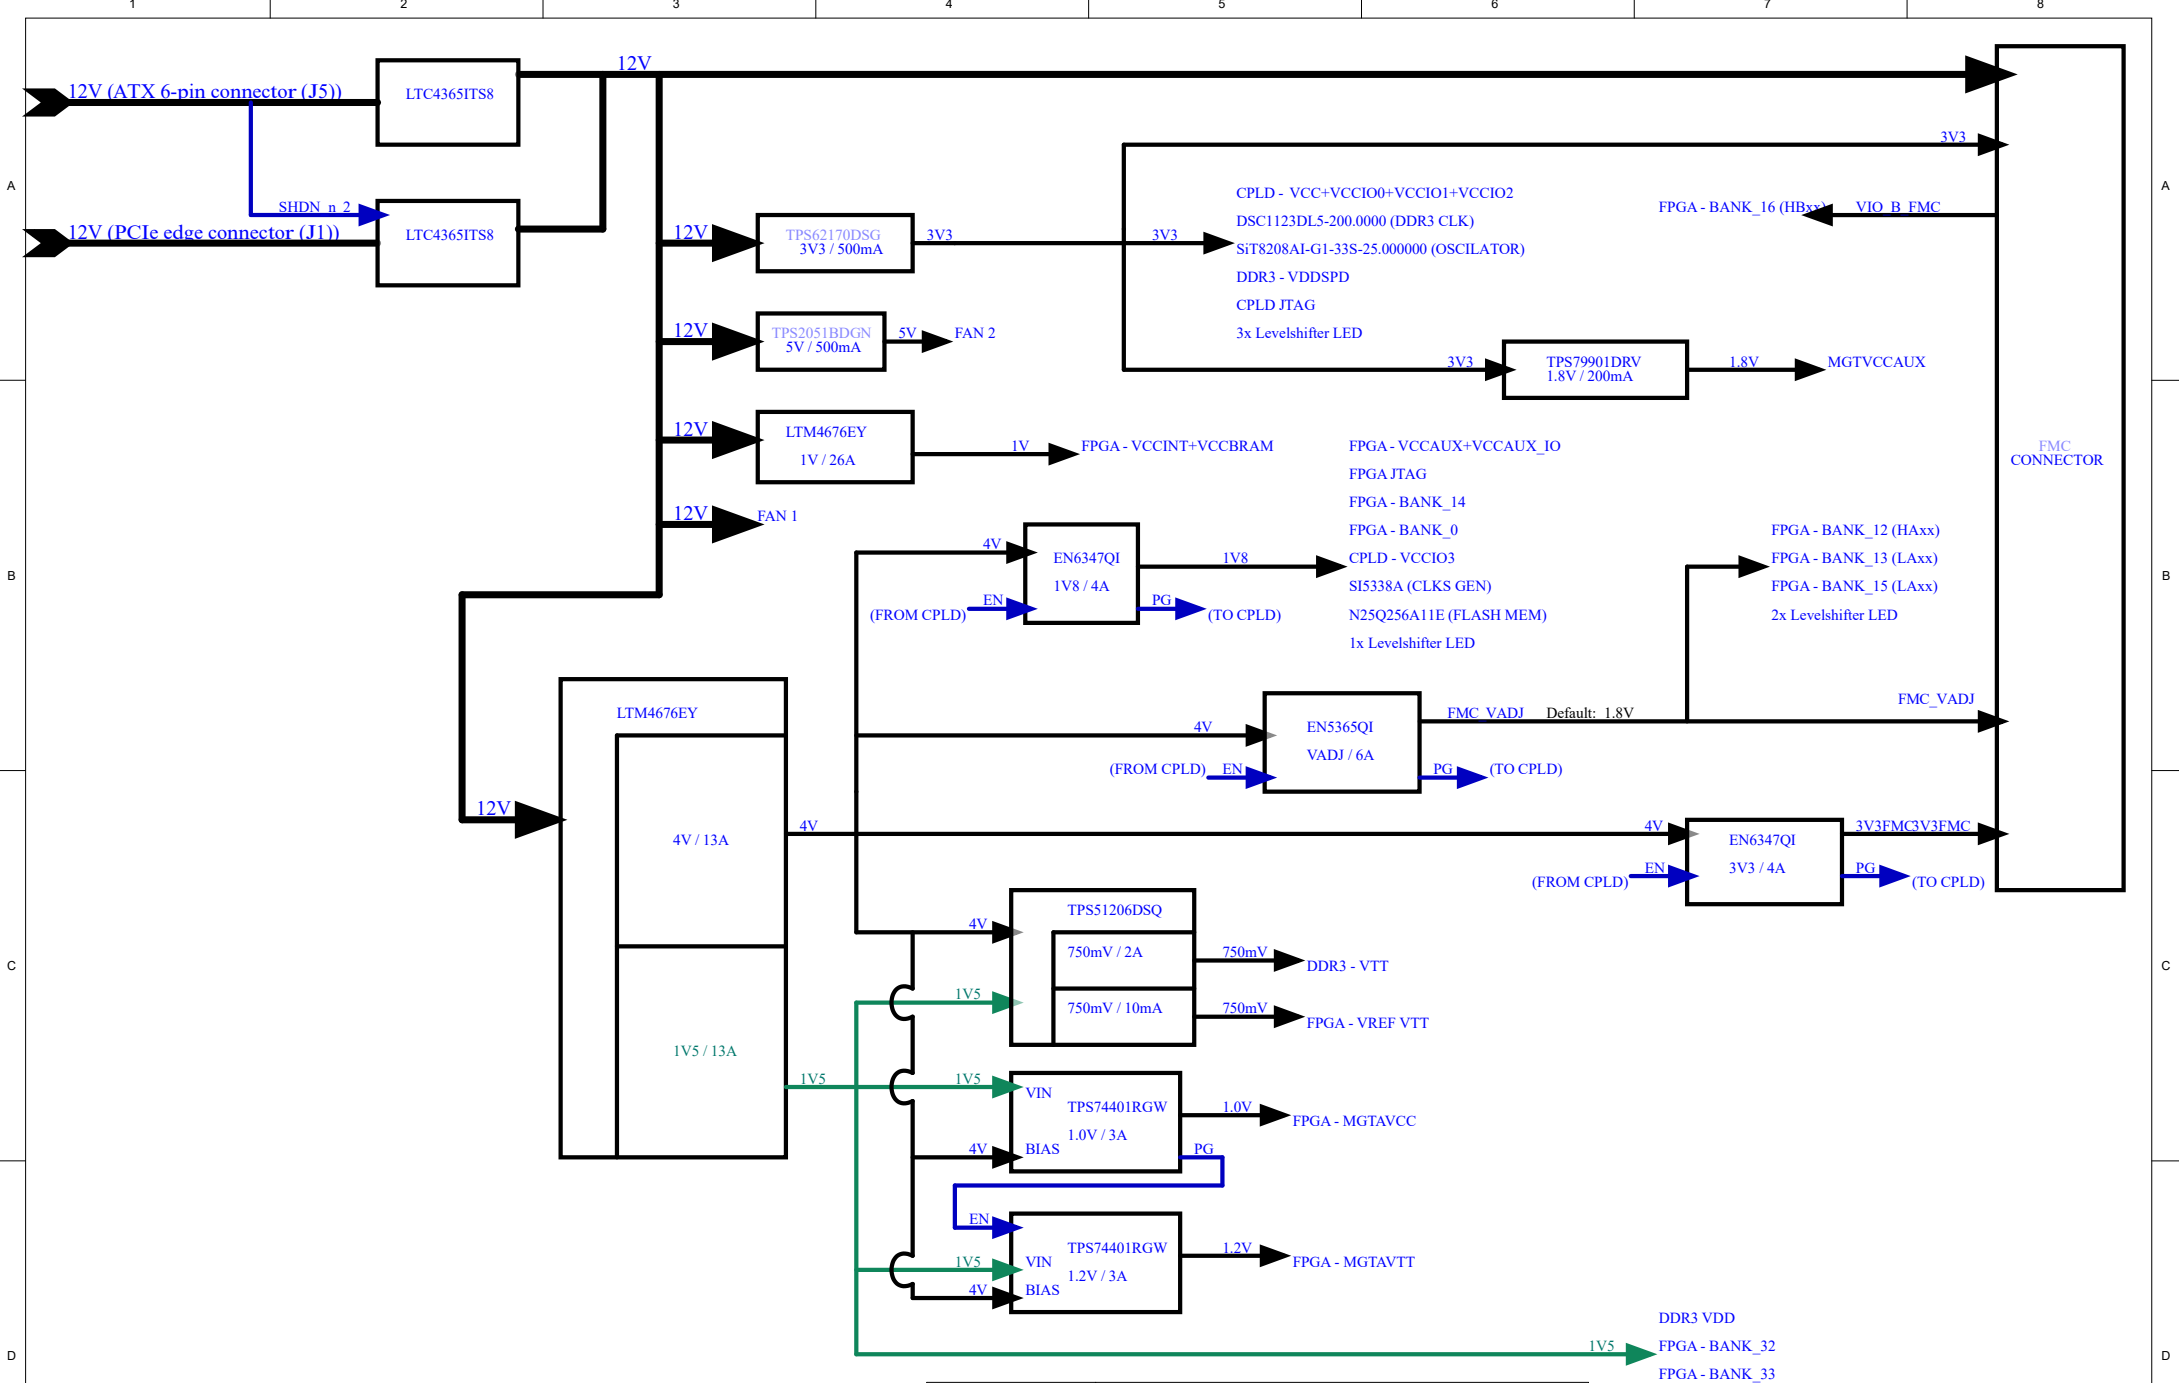 1 2 3 4 5 6 7 8
12V (ATX 6-pin connector (J5))
LTC4365ITS8
12V
3V3
A
A
SHDN_n_2
12V (PCIe edge connector (J1))
LTC4365ITS8
12V
TPS62170DSG
3V3 / 500mA
3V3
3V3
CPLD - VCC+VCCIO0+VCCIO1+VCCIO2
DSC1123DL5-200.0000 (DDR3 CLK)
SiT8208AI-G1-33S-25.000000 (OSCILATOR)
DDR3 - VDDSPD
CPLD JTAG
3x Levelshifter LED
FPGA - BANK_16 (HBxx)
VIO_B_FMC
12V
TPS2051BDGN
5V / 500mA
5V
FAN 2
3V3
TPS79901DRV
1.8V / 200mA
1.8V
MGTVCCAUX
12V
LTM4676EY
1V / 26A
1V
FPGA - VCCINT+VCCBRAM
FMC
CONNECTOR
12V
FAN 1
B
B
4V
EN6347QI
1V8 / 4A
(FROM CPLD)
EN
PG
(TO CPLD)
1V8
FPGA - VCCAUX+VCCAUX_IO
FPGA JTAG
FPGA - BANK_14
FPGA - BANK_0
CPLD - VCCIO3
SI5338A (CLKS GEN)
N25Q256A11E (FLASH MEM)
1x Levelshifter LED
FPGA - BANK_12 (HAxx)
FPGA - BANK_13 (LAxx)
FPGA - BANK_15 (LAxx)
2x Levelshifter LED
4V
EN5365QI
VADJ / 6A
(FROM CPLD)
EN
PG
(TO CPLD)
FMC_VADJ
Default: 1.8V
FMC_VADJ
12V
LTM4676EY
4V / 13A
1V5 / 13A
4V
4V
EN6347QI
3V3 / 4A
(FROM CPLD)
EN
PG
(TO CPLD)
3V3FMC
3V3FMC
C
C
4V
TPS51206DSQ
750mV / 2A
750mV
DDR3 - VTT
1V5
750mV / 10mA
750mV
FPGA - VREF VTT
1V5
1V5
VIN
TPS74401RGW
1.0V / 3A
4V
BIAS
1.0V
FPGA - MGTAVCC
PG
EN
TPS74401RGW
1.2V / 3A
1V5
VIN
4V
BIAS
1.2V
FPGA - MGTAVTT
D
D
1V5
DDR3 VDD
FPGA - BANK_32
FPGA - BANK_33